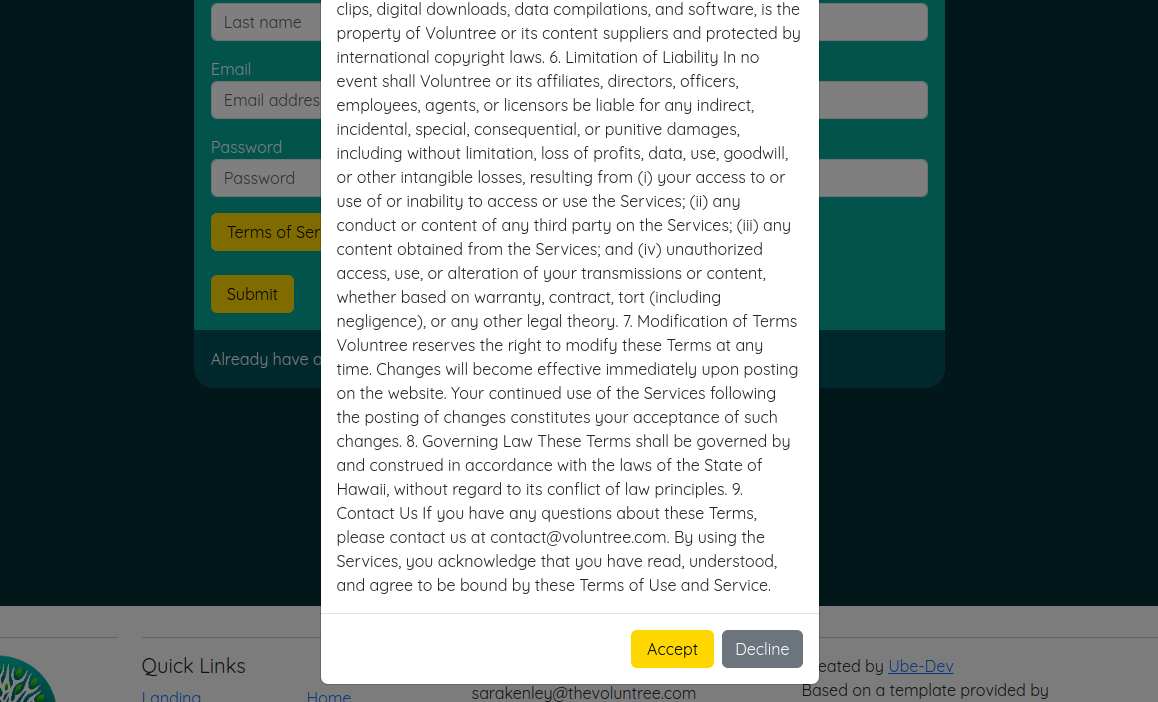 Last name
Email
Email addres
Password
Password
Terms of Ser
Submit
Already have a
clips, digital downloads, data compilations, and software, is the
property of Voluntree or its content suppliers and protected by
international copyright laws. 6. Limitation of Liability In no
event shall Voluntree or its affiliates, directors, officers,
employees, agents, or licensors be liable for any indirect,
incidental, special, consequential, or punitive damages,
including without limitation, loss of profits, data, use, goodwill,
or other intangible losses, resulting from (i) your access to or
use of or inability to access or use the Services; (ii) any
conduct or content of any third party on the Services; (iii) any
content obtained from the Services; and (iv) unauthorized
access, use, or alteration of your transmissions or content,
whether based on warranty, contract, tort (including
negligence), or any other legal theory. 7. Modification of Terms
Voluntree reserves the right to modify these Terms at any
time. Changes will become effective immediately upon posting
on the website. Your continued use of the Services following
the posting of changes constitutes your acceptance of such
changes. 8. Governing Law These Terms shall be governed by
and construed in accordance with the laws of the State of
Hawaii, without regard to its conflict of law principles. 9.
Contact Us If you have any questions about these Terms,
please contact us at contact@voluntree.com. By using the
Services, you acknowledge that you have read, understood,
and agree to be bound by these Terms of Use and Service.
Accept Decline
Quick Links
Landing Home
sarakenley@thevoluntree.com
eated by Ube-Dev
Based on a template provided by